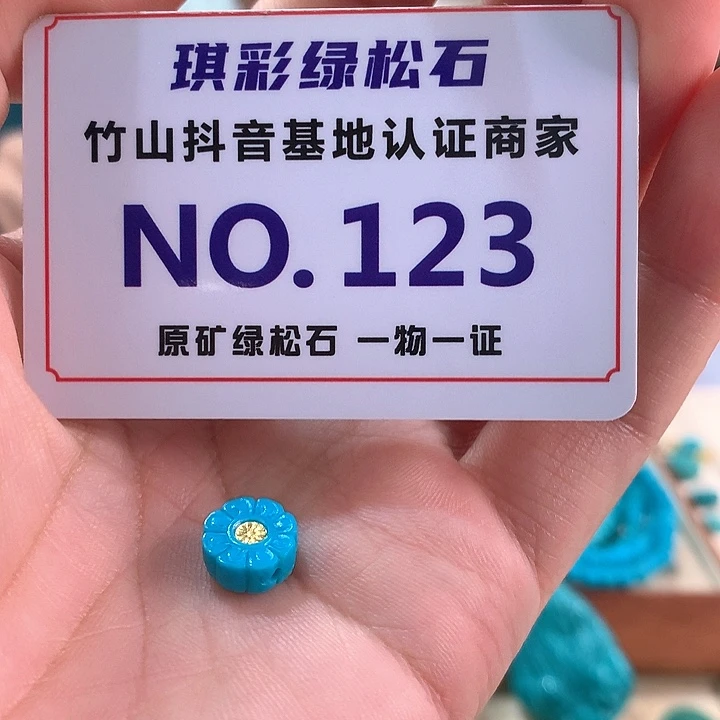 琪彩绿松石
竹山抖音基地认证商家
NO.123
原矿绿松石 一物一证